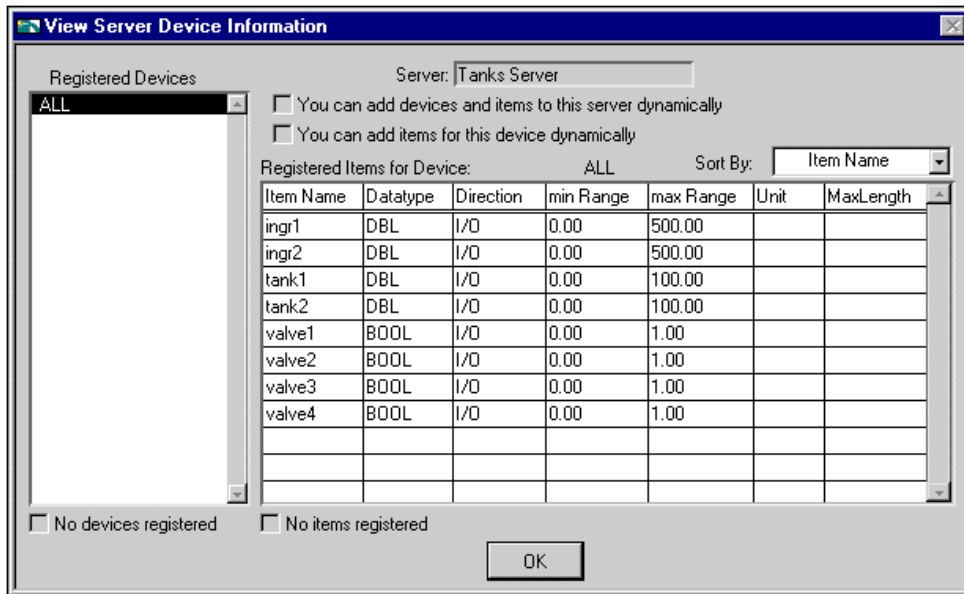 View Server Device Information
Registered Devices
ALL
Server: Tanks Server
You can add devices and items to this server dynamically
You can add items for this device dynamically
Registered Items for Device: ALL Sort By: Item Name
Item Name Datatype Direction min Range max Range Unit MaxLength
ingr1 DBL I/O 0.00 500.00
ingr2 DBL I/O 0.00 500.00
tank1 DBL I/O 0.00 100.00
tank2 DBL I/O 0.00 100.00
valve1 BOOL I/O 0.00 1.00
valve2 BOOL I/O 0.00 1.00
valve3 BOOL I/O 0.00 1.00
valve4 BOOL I/O 0.00 1.00
No devices registered
No items registered
OK